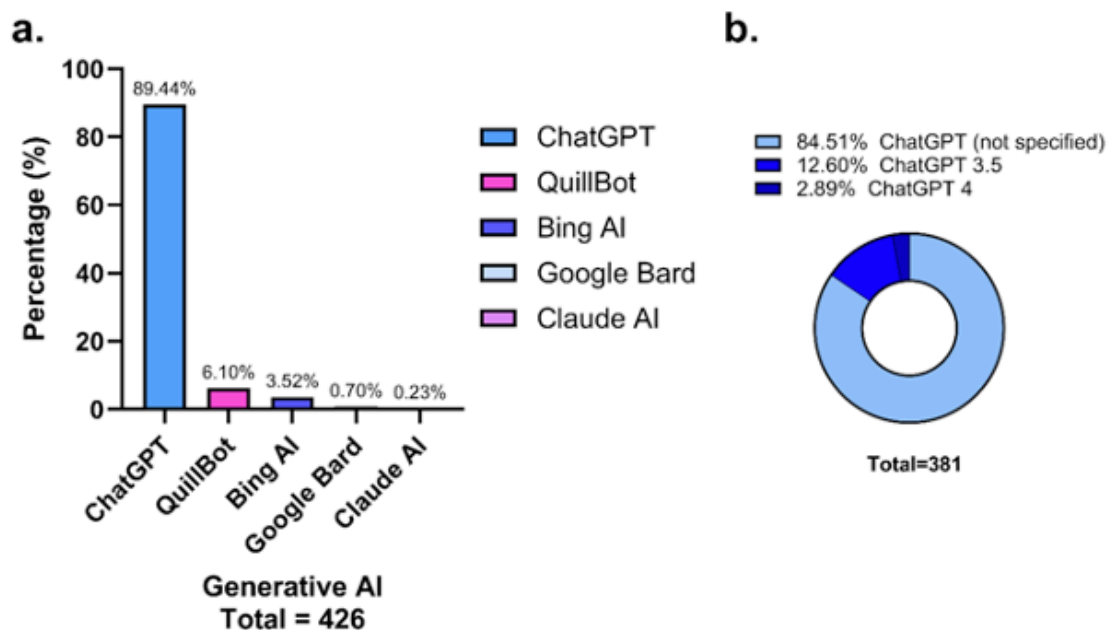 a.
Percentage (%)
100
80
60
40
20
0
89.44%
6.10%
3.52%
0.70%
0.23%
ChatGPT
QuillBot
Bing AI
Google Bard
Claude AI
Generative AI
Total = 426
ChatGPT
QuillBot
Bing AI
Google Bard
Claude AI
b.
84.51% ChatGPT (not specified)
12.60% ChatGPT 3.5
2.89% ChatGPT 4
Total=381